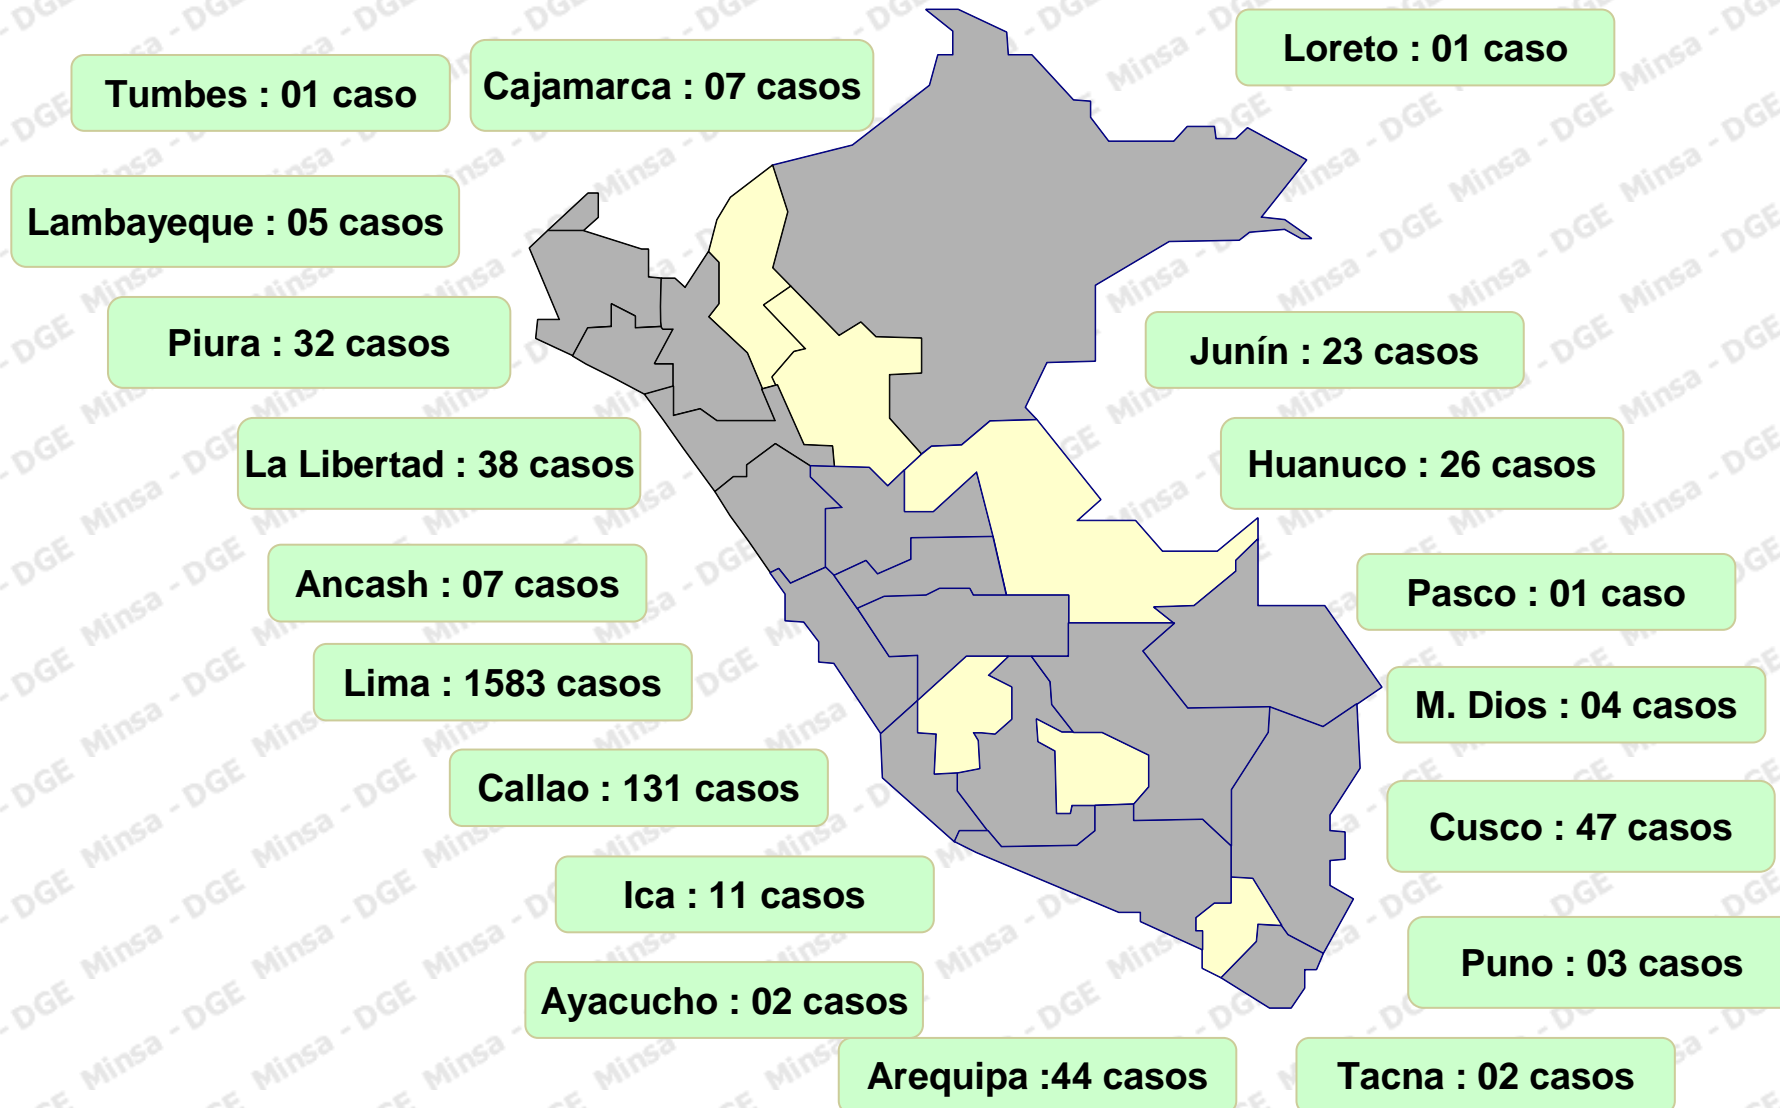 Loreto : 01 caso
Cajamarca : 07 casos
Tumbes : 01 caso
Lambayeque : 05 casos
Piura : 32 casos
Junín : 23 casos
La Libertad : 38 casos
Huanuco : 26 casos
Ancash : 07 casos
Pasco : 01 caso
Lima : 1583 casos
M. Dios : 04 casos
Callao : 131 casos
Cusco : 47 casos
Ica : 11 casos
Puno : 03 casos
Ayacucho : 02 casos
Arequipa :44 casos
Tacna : 02 casos
Minsa - DGE